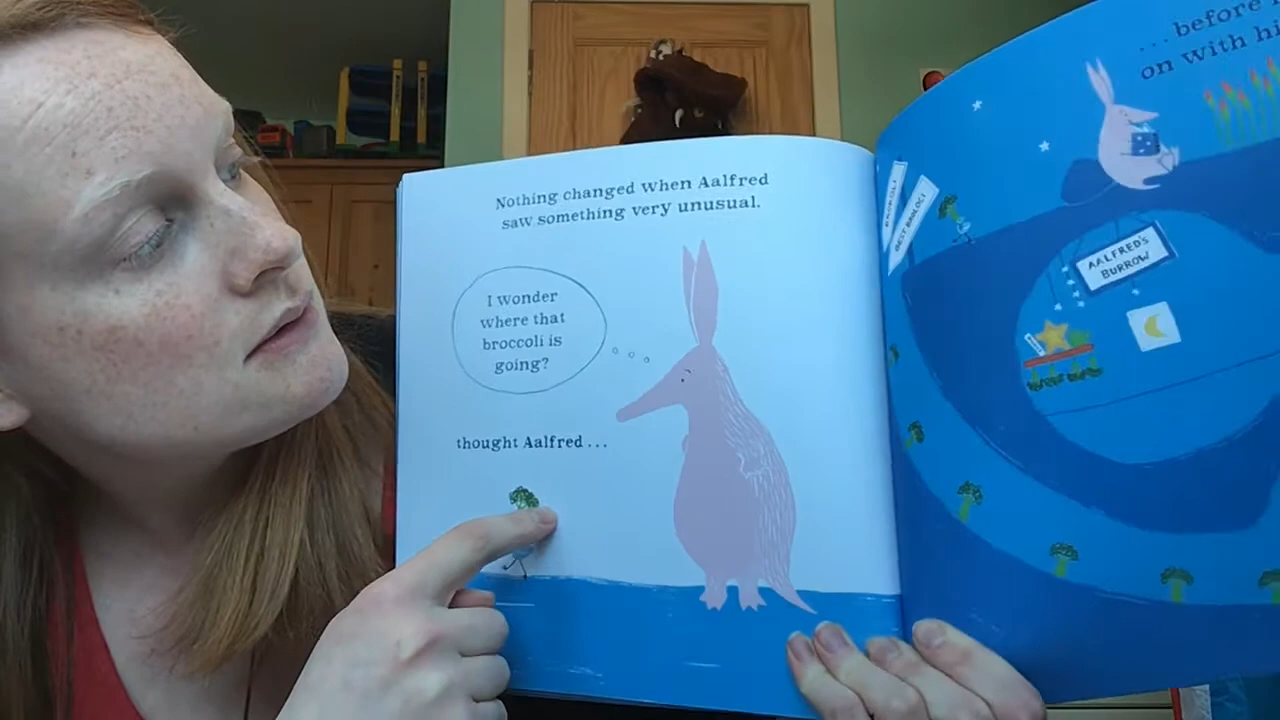 Nothing changed when Aalfred
saw something very unusual.
I wonder
where that
broccoli is
going?
thought Aalfred...
...before
on with
AALFRED'S
BURROW